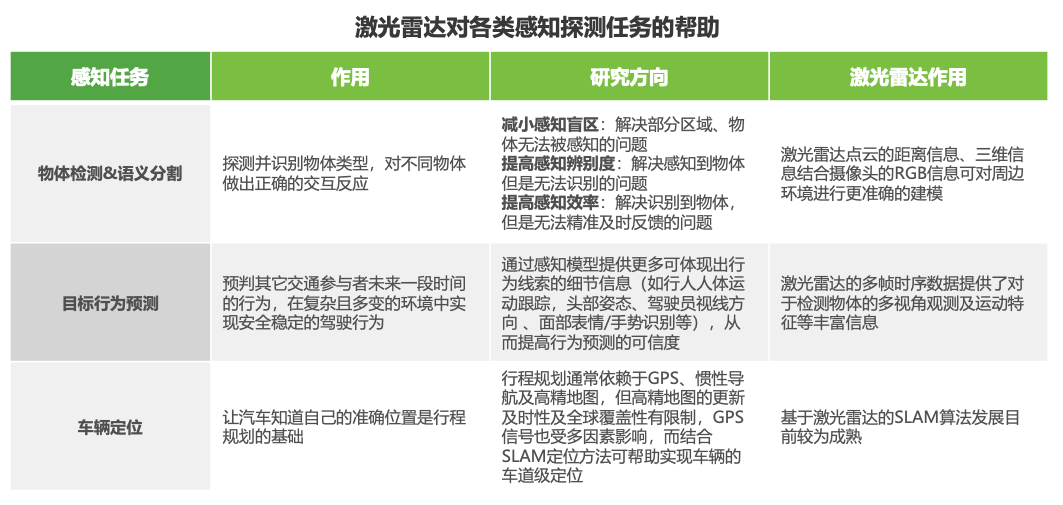 激光雷达对各类感知探测任务的帮助
感知任务
作用
研究方向
激光雷达作用
物体检测&语义分割
探测并识别物体类型，对不同物体
做出正确的交互反应
减小感知盲区：解决部分区域、物
体无法被感知的问题
提高感知辨别度：解决感知到物体
但是无法识别的问题
提高感知效率：解决识别到物体，
但是无法精准及时反馈的问题
激光雷达点云的距离信息、三维信
息结合摄像头的RGB信息可对周边
环境进行更准确的建模
目标行为预测
预判其它交通参与者未来一段时间
的行为，在复杂且多变的环境中实
现安全稳定的驾驶行为
通过感知模型提供更多可体现出行
为线索的细节信息（如行人人体运
动跟踪，头部姿态、驾驶员视线方
向 、面部表情/手势识别等），从
而提高行为预测的可信度
激光雷达的多帧时序数据提供了对
于检测物体的多视角观测及运动特
征等丰富信息
车辆定位
让汽车知道自己的准确位置是行程
规划的基础
行程规划通常依赖于GPS、惯性导
航及高精地图，但高精地图的更新
及时性及全球覆盖性有限制，GPS
信号也受多因素影响，而结合
SLAM定位方法可帮助实现车辆的
车道级定位
基于激光雷达的SLAM算法发展目
前较为成熟